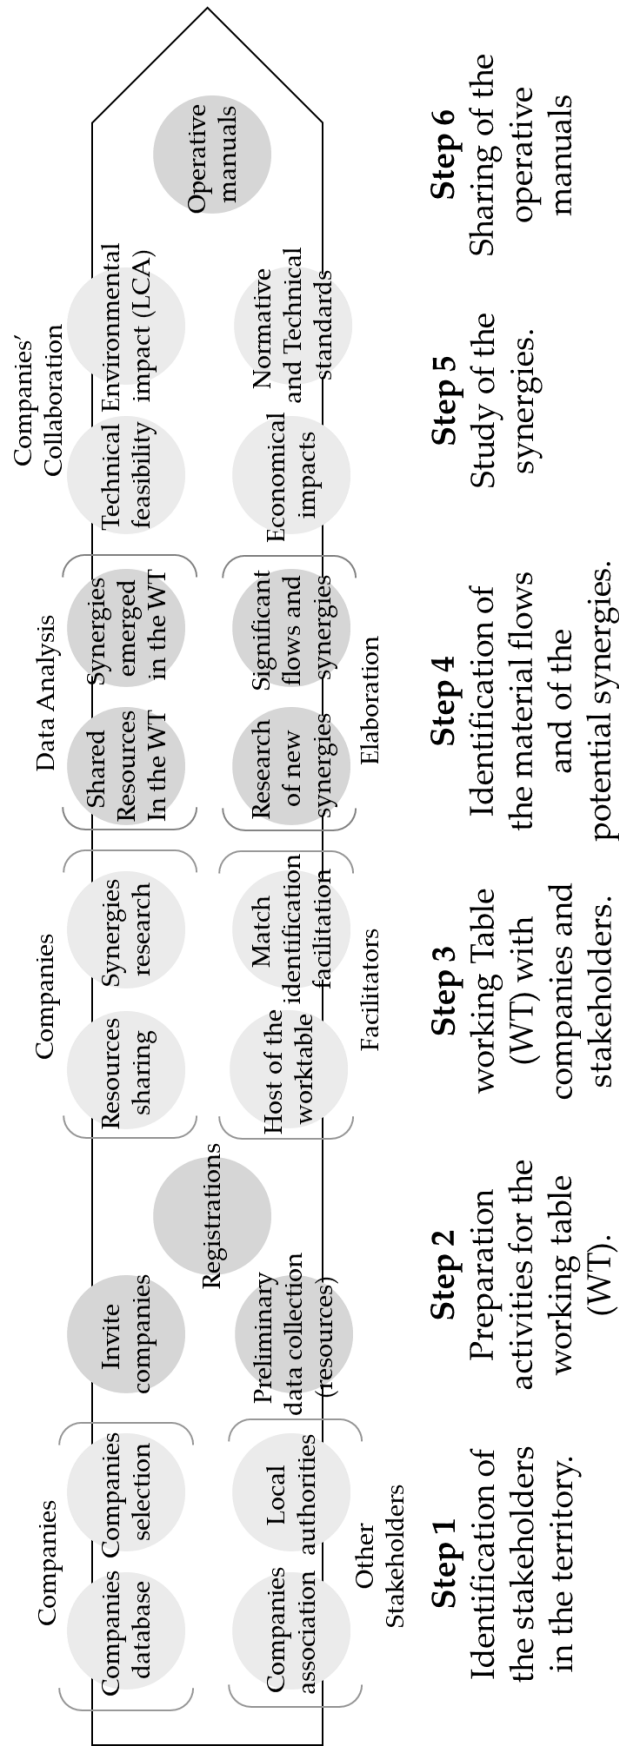 Companies
Companies
database
Companies
selection
Companies
association
Local
authorities
Other
Stakeholders
Step 1
Identification of
the stakeholders
in the territory.
Invite
companies
Preliminary
data collection
(resources)
Registrations
Step 2
Preparation
activities for the
working table
(WT).
Companies
Resources
sharing
Synergies
research
Host of the
worktable
Match
identification
facilitation
Facilitators
Step 3
working Table
(WT) with
companies and
stakeholders.
Data Analysis
Shared
Resources
In the WT
Synergies
emerged
in the WT
Research
of new
synergies
Significant
flows and
synergies
Elaboration
Step 4
Identification of
the material flows
and of the
potential synergies.
Companies’
Collaboration
Technical
feasibility
Environmental
impact (LCA)
Economical
impacts
Normative
and Technical
standards
Step 5
Study of the
synergies.
Operative
manuals
Step 6
Sharing of the
operative
manuals